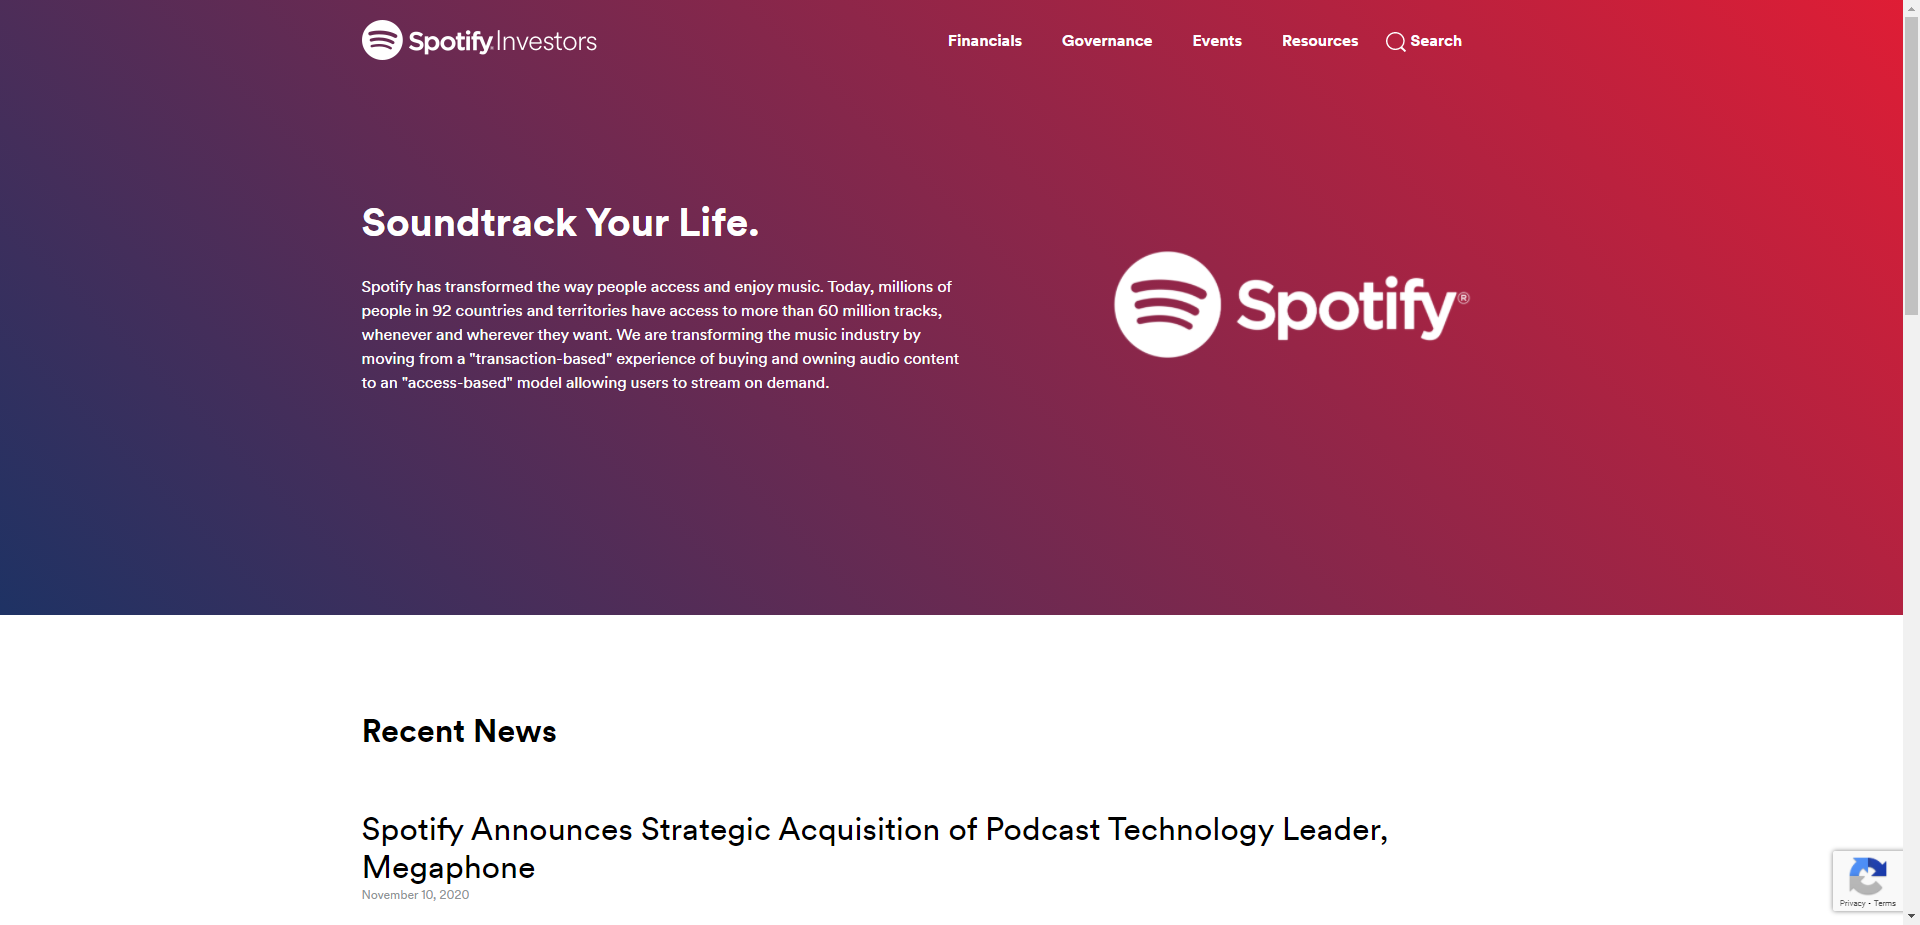 Spotify Investors
Financials Governance Events Resources Search
Soundtrack Your Life.
Spotify has transformed the way people access and enjoy music. Today, millions of
people in 92 countries and territories have access to more than 60 million tracks,
whenever and wherever they want. We are transforming the music industry by
moving from a "transaction-based" experience of buying and owning audio content
to an "access-based" model allowing users to stream on demand.
Spotify®
Recent News
Spotify Announces Strategic Acquisition of Podcast Technology Leader,
Megaphone
November 10, 2020
Privacy - Terms